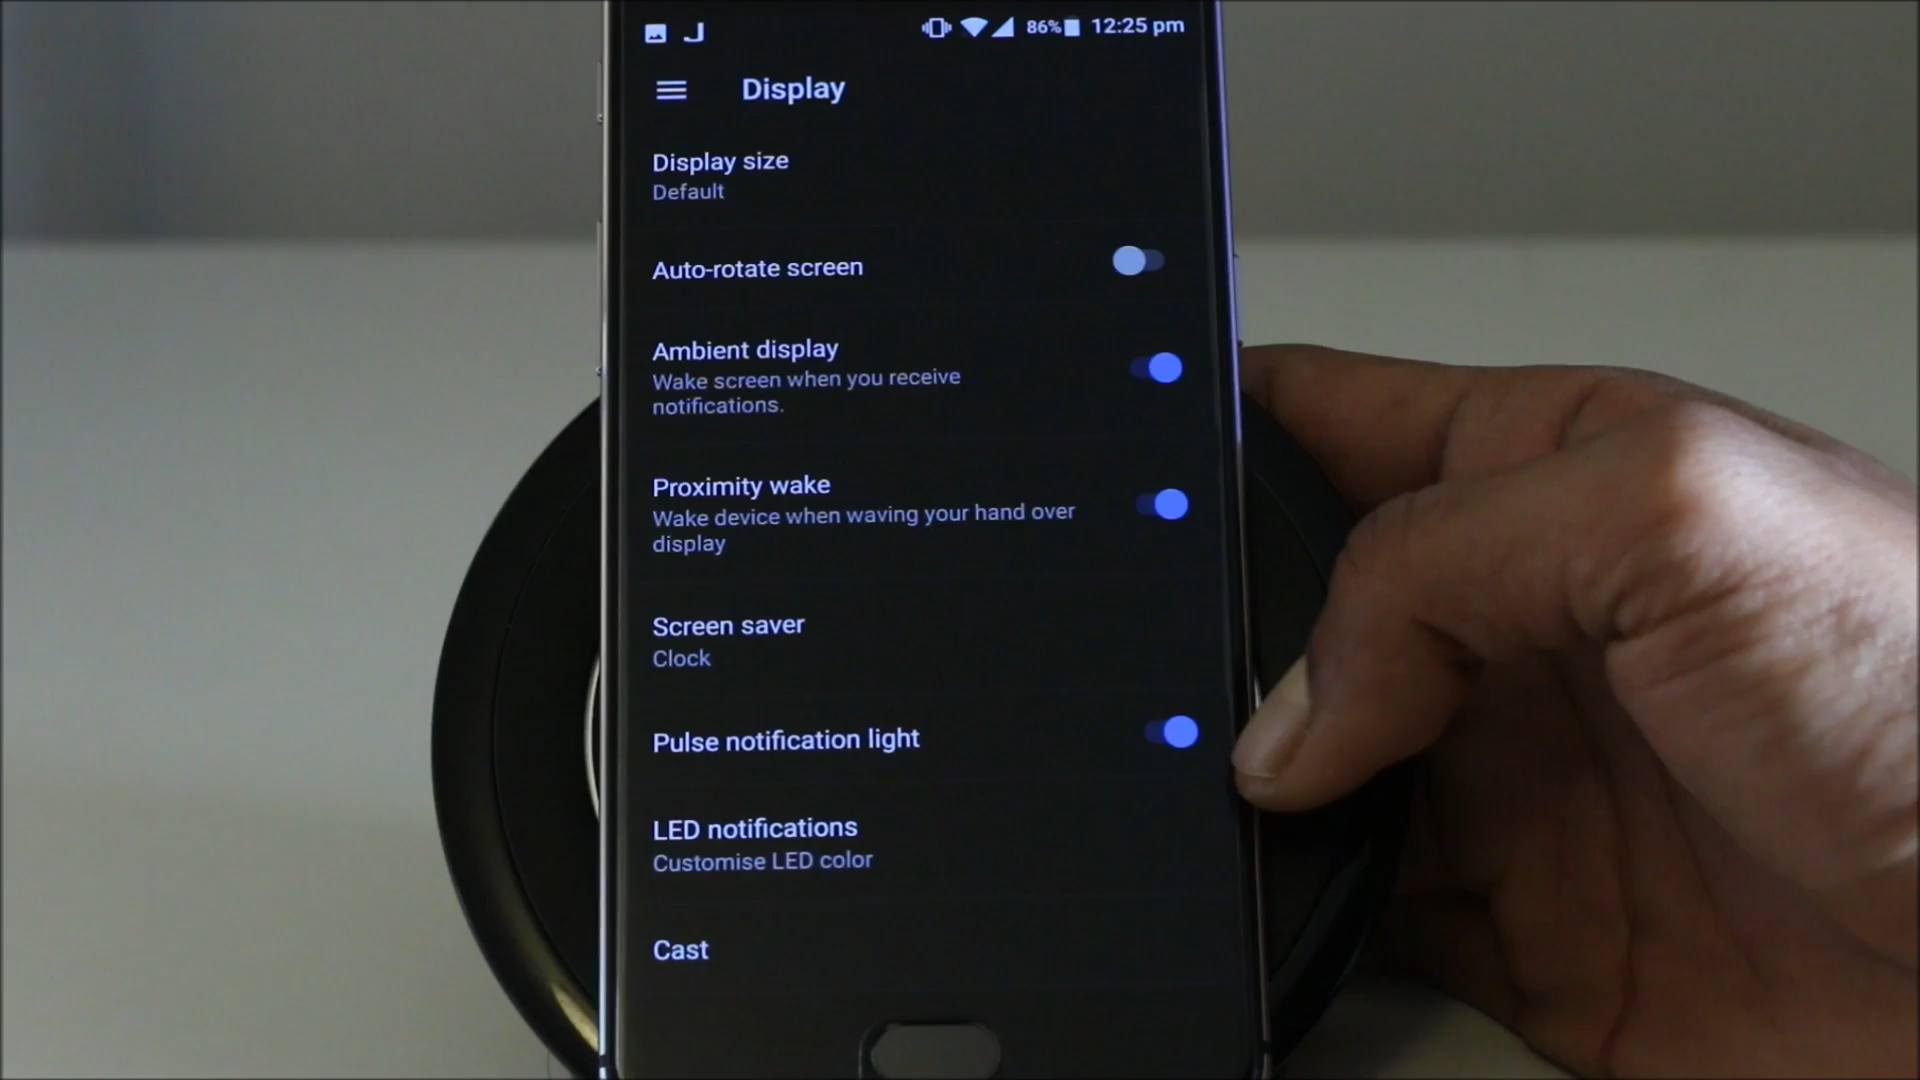 86% 12:25 pm
Display
Display size
Default
Auto-rotate screen
Ambient display
Wake screen when you receive
notifications.
Proximity wake
Wake device when waving your hand over
display
Screen saver
Clock
Pulse notification light
LED notifications
Customise LED color
Cast